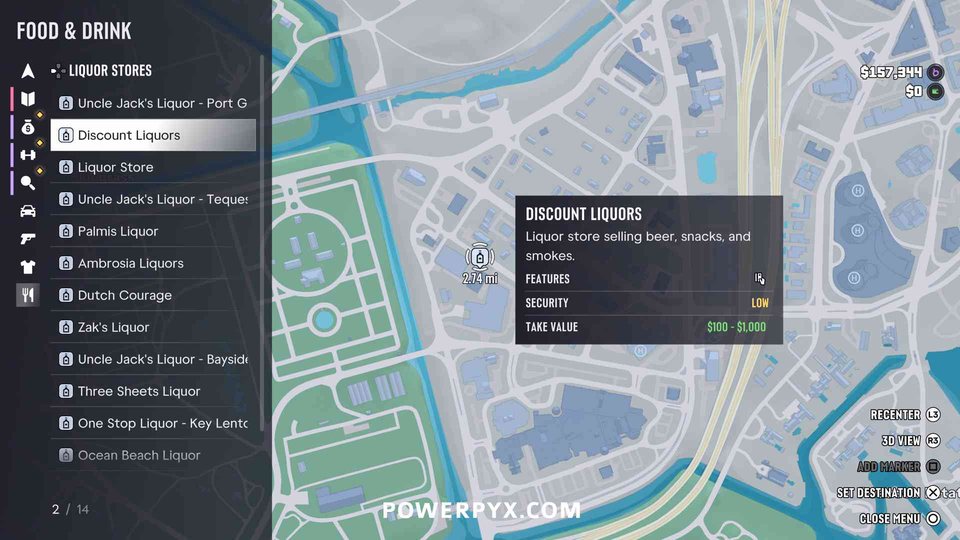 FOOD & DRINK
LIQUOR STORES
Uncle Jack's Liquor - Port G
Discount Liquors
Liquor Store
Uncle Jack's Liquor - Teques
Palmis Liquor
Ambrosia Liquors
Dutch Courage
Zak's Liquor
Uncle Jack's Liquor - Bayside
Three Sheets Liquor
One Stop Liquor - Key Lento
Ocean Beach Liquor
2 / 14
$157,344
$0
2.74 mi
DISCOUNT LIQUORS
Liquor store selling beer, snacks, and
smokes.
FEATURES
SECURITY LOW
TAKE VALUE $100 - $1,000
H
H
H
H
RECENTER L3
3D VIEW R3
ADD MARKER
SET DESTINATION
CLOSE MENU
POWERPYX.COM